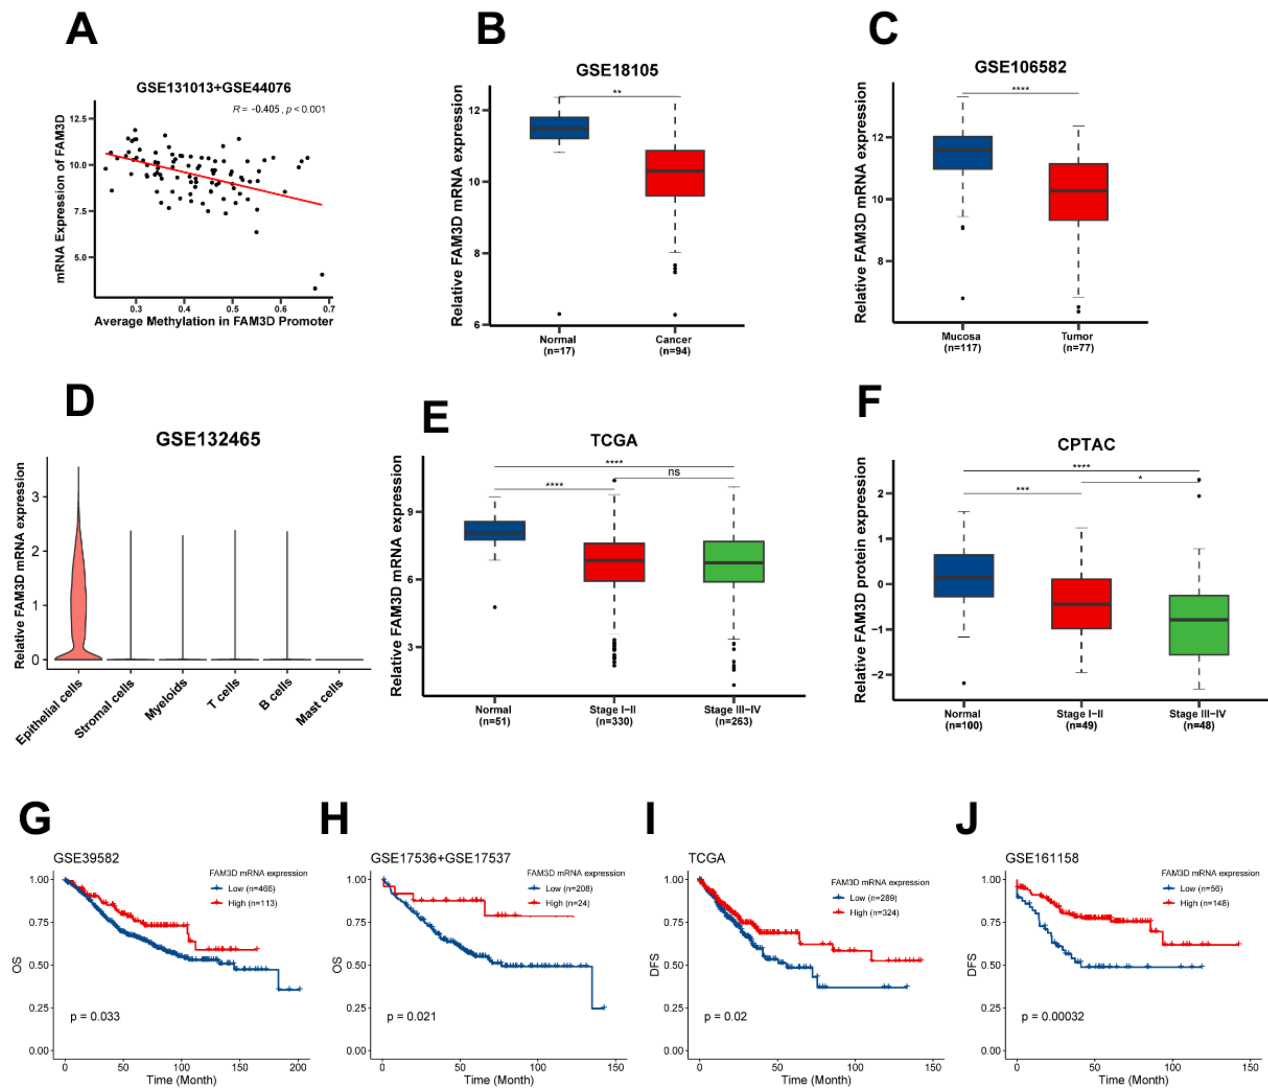 A
GSE131013+GSE44076
R = -0.405, p < 0.001
mRNA Expression of FAM3D
12.5
10.0
7.5
5.0
0.3 0.4 0.5 0.6 0.7
Average Methylation in FAM3D Promoter
B
GSE18105
**
Relative FAM3D mRNA expression
12
10
8
6
Normal Cancer
(n=17) (n=94)
C
GSE106582
****
Relative FAM3D mRNA expression
12
10
8
Mucosa Tumor
(n=117) (n=77)
D
GSE132465
Relative FAM3D mRNA expression
3
2
1
0
Epithelial cells
Stromal cells
Myeloids
T cells
B cells
Mast cells
E
TCGA
****
ns
****
Relative FAM3D mRNA expression
9
6
3
Normal Stage I-II Stage III-IV
(n=51) (n=330) (n=263)
F
CPTAC
****
*
***
Relative FAM3D protein expression
2
1
0
-1
-2
Normal Stage I-II Stage III-IV
(n=100) (n=49) (n=48)
G
GSE39582
FAM3D mRNA expression
Low (n=466)
High (n=113)
OS
1.00
0.75
0.50
0.25
0.00
p = 0.033
0 50 100 150 200
Time (Month)
H
GSE17536+GSE17537
FAM3D mRNA expression
Low (n=208)
High (n=24)
OS
1.00
0.75
0.50
0.25
0.00
p = 0.021
0 50 100 150
Time (Month)
I
TCGA
FAM3D mRNA expression
Low (n=289)
High (n=324)
DFS
1.00
0.75
0.50
0.25
0.00
p = 0.02
0 50 100 150
Time (Month)
J
GSE161158
FAM3D mRNA expression
Low (n=56)
High (n=148)
DFS
1.00
0.75
0.50
0.25
0.00
p = 0.00032
0 50 100 150
Time (Month)